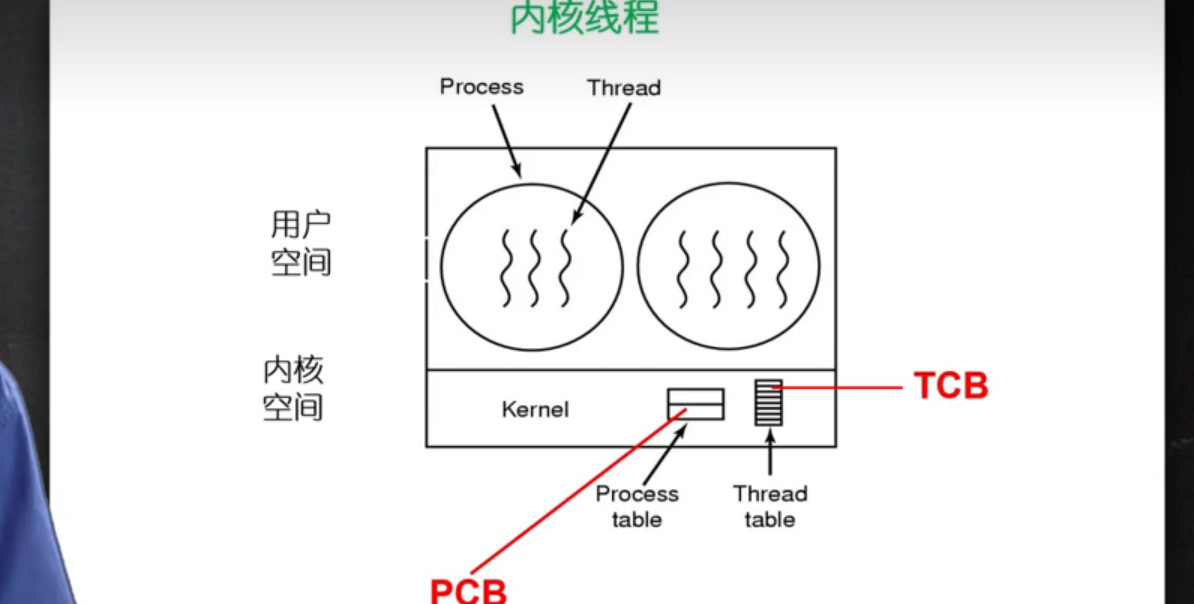 内核线程
Process
Thread
用户
空间
内核
空间
Kernel
TCB
Process
table
Thread
table
PCB